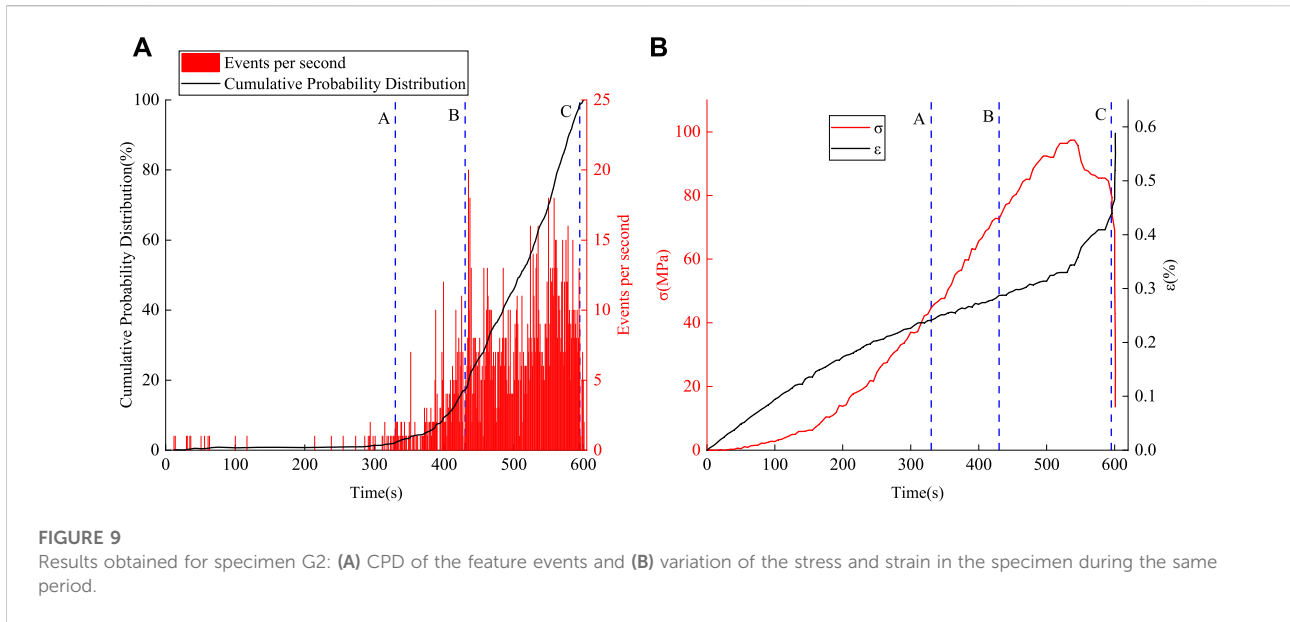 A
Events per second
Cumulative Probability Distribution
100
80
60
40
20
0
Cumulative Probability Distribution(%)
A
B
C
25
20
15
10
5
0
Events per second
0 100 200 300 400 500 600
Time(s)
B
σ
ε
100
80
60
40
20
0
σ(MPa)
A
B
C
0.6
0.5
0.4
0.3
0.2
0.1
0.0
ε(%)
0 100 200 300 400 500 600
Time(s)
FIGURE 9
Results obtained for specimen G2: (A) CPD of the feature events and (B) variation of the stress and strain in the specimen during the same
period.